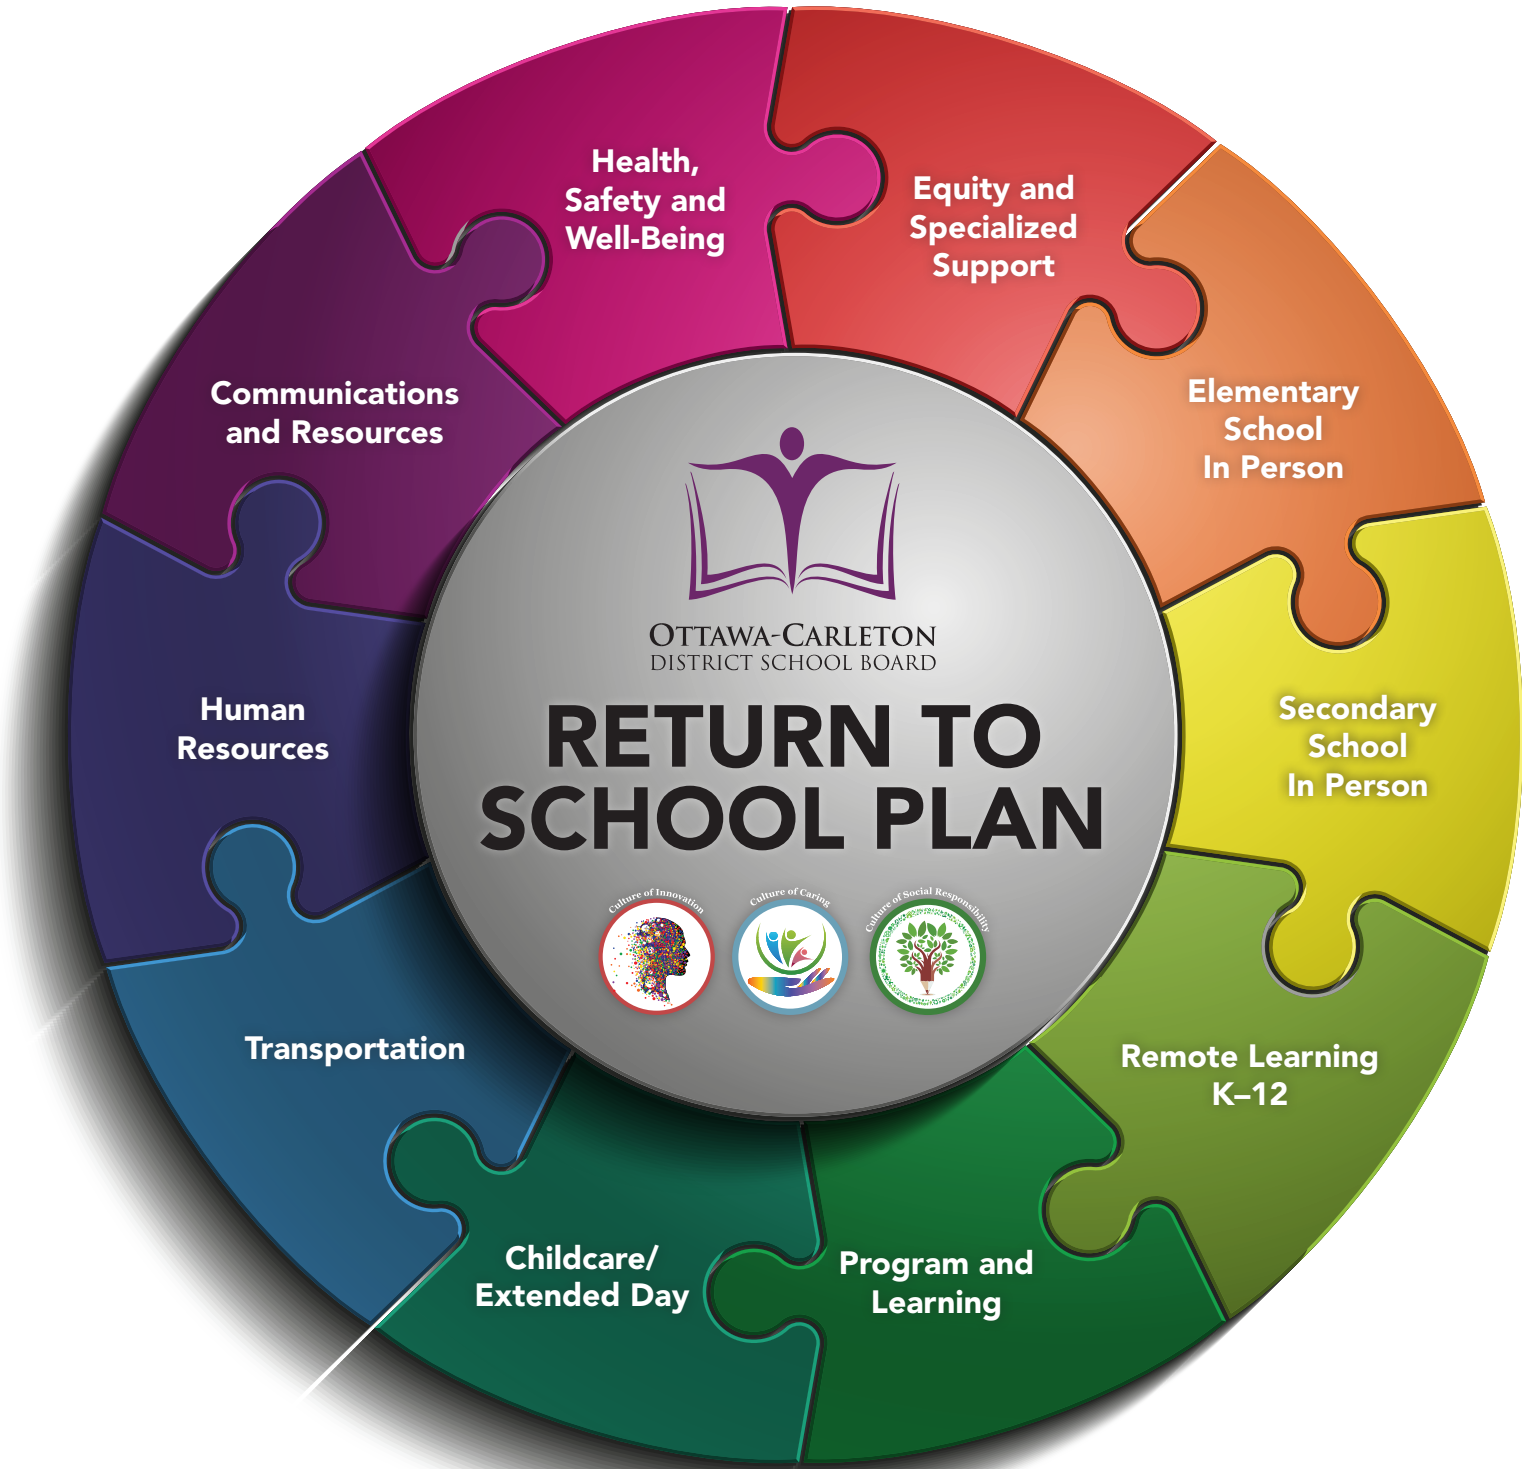 Health,
Safety and
Well-Being
Equity and
Specialized
Support
Elementary
School
In Person
Secondary
School
In Person
Remote Learning
K–12
Program and
Learning
Childcare/
Extended Day
Transportation
Human
Resources
Communications
and Resources
OTTAWA-CARLETON
DISTRICT SCHOOL BOARD
RETURN TO
SCHOOL PLAN
Culture of Innovation
Culture of Caring
Culture of Social Responsibility